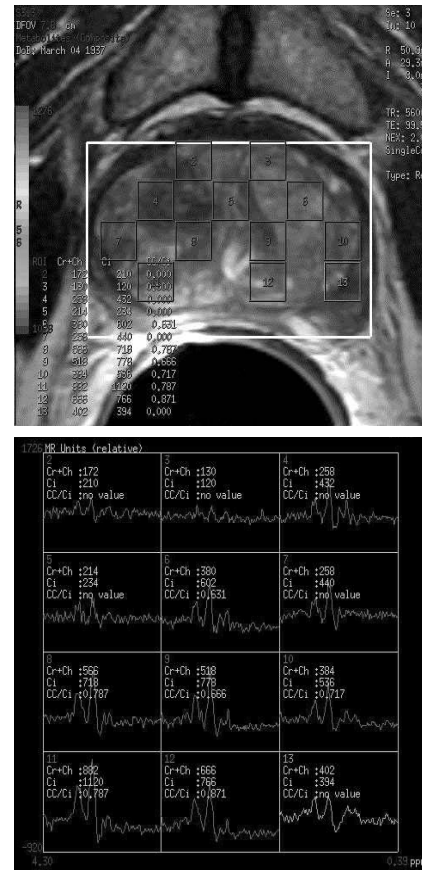 Se: 3
DFOV 7.0 cm
Metabolites (Composite)
DoB: March 04 1937
TR: 5600
NEX: 2.
2
3
4
5
6
7
8
9
10
12
13
R
5
6
ROI Cr+Ch Ci CC/Ci
2 172 210 0.000
3 130 120 0.000
4 258 432 0.000
5 214 234 0.000
6 380 602 0.631
7 258 440 0.000
8 566 718 0.787
9 518 778 0.666
10 384 536 0.717
11 882 1120 0.787
12 666 766 0.871
13 402 394 0.000
1726 MR Units (relative)
2
Cr+Ch :172
Ci :210
CC/Ci :no value
3
Cr+Ch :130
Ci :120
CC/Ci :no value
4
Cr+Ch :258
Ci :432
CC/Ci :no value
5
Cr+Ch :214
Ci :234
CC/Ci :no value
6
Cr+Ch :380
Ci :602
CC/Ci :0.631
7
Cr+Ch :258
Ci :440
CC/Ci :no value
8
Cr+Ch :566
Ci :718
CC/Ci :0.787
9
Cr+Ch :518
Ci :778
CC/Ci :0.666
10
Cr+Ch :384
Ci :536
CC/Ci :0.717
11
Cr+Ch :882
Ci :1120
CC/Ci :0.787
12
Cr+Ch :666
Ci :766
CC/Ci :0.871
13
Cr+Ch :402
Ci :394
CC/Ci :no value
-920
4.30 0.39 ppm